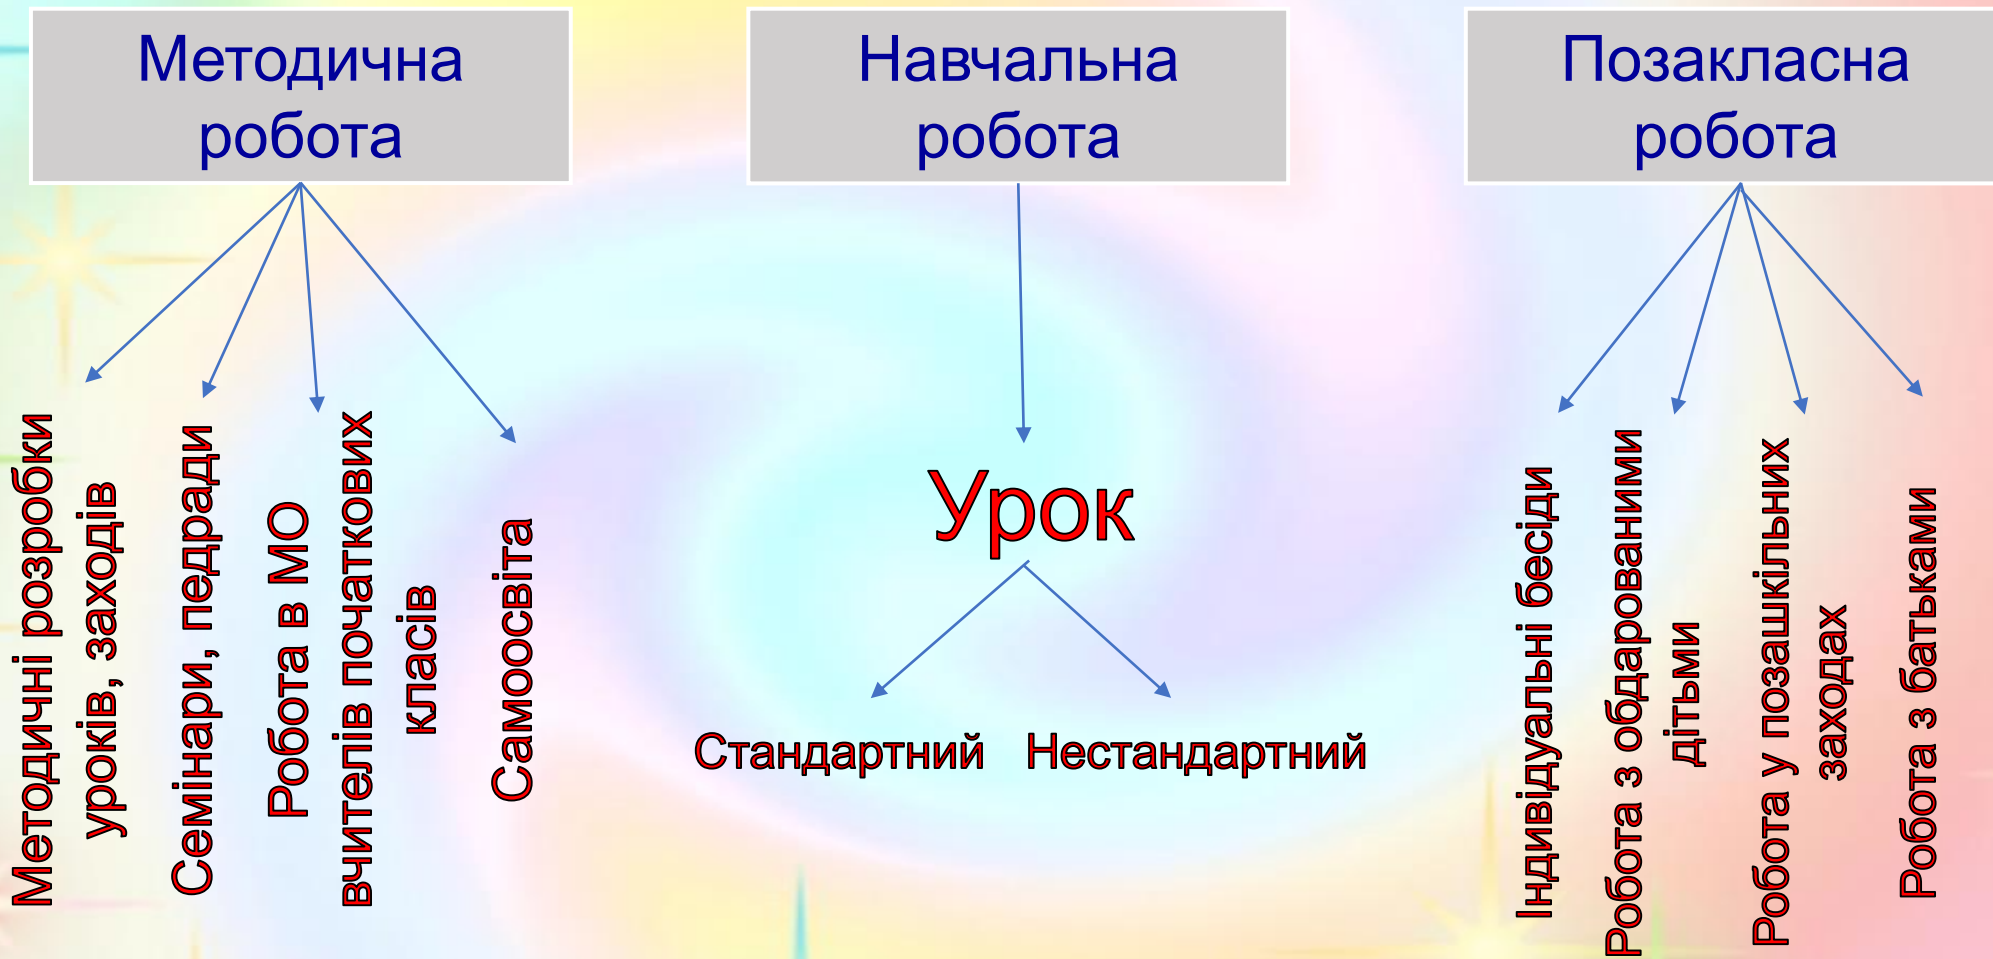 Методична
робота
Навчальна
робота
Позакласна
робота
Методичні розробки
уроків, заходів
Семінари, педради
Робота в МО
вчителів початкових
класів
Самоосвіта
Урок
Стандартний
Нестандартний
Індивідуальні бесіди
Робота з обдарованими
дітьми
Робота у позашкільних
заходах
Робота з батьками